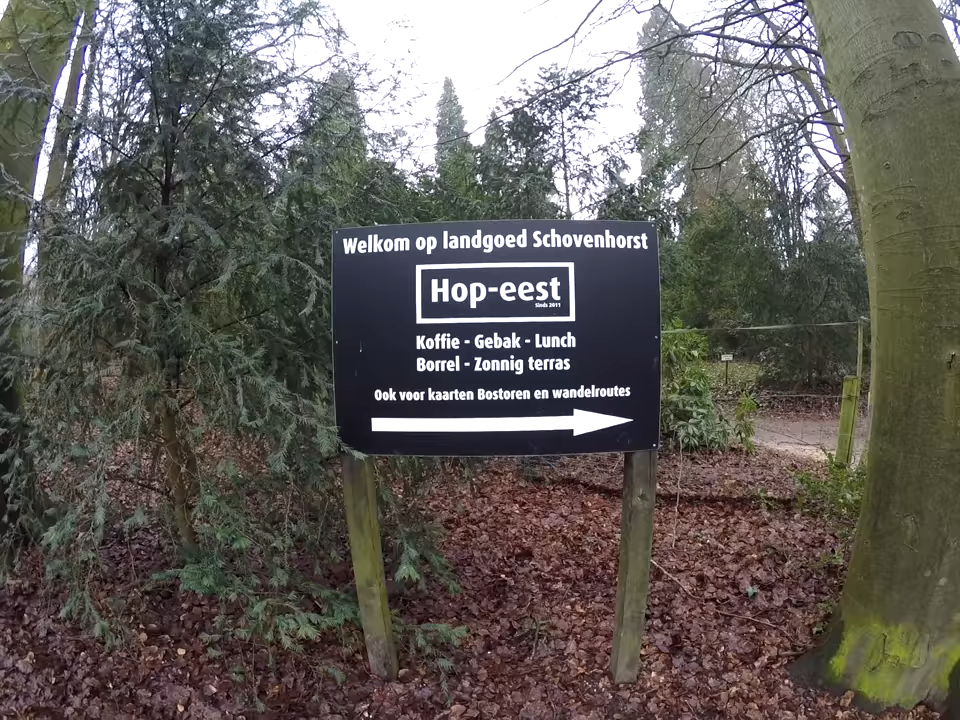 Welkom op landgoed Schovenhorst
Hop-eest
Sinds 2011
Koffie - Gebak - Lunch
Borrel - Zonnig terras
Ook voor kaarten Bostoren en wandelroutes